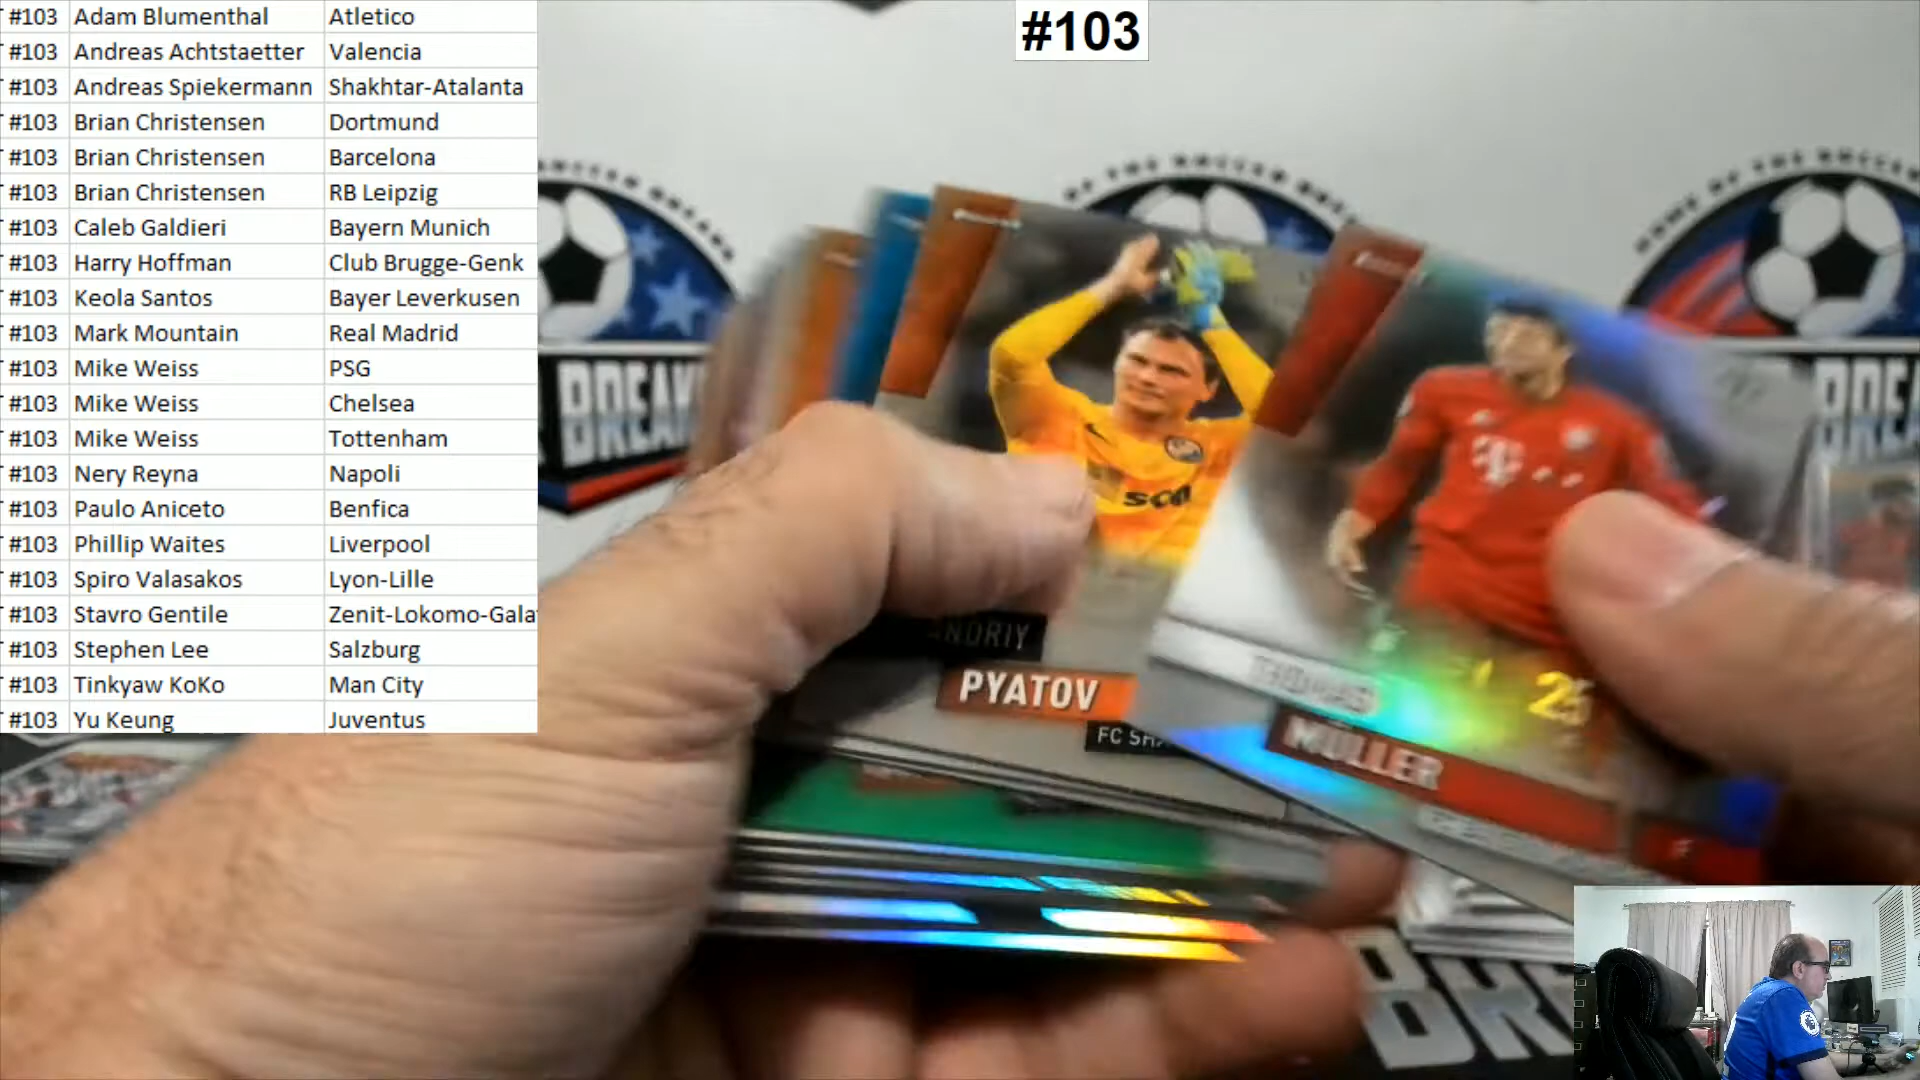 #103
#103 Adam Blumenthal Atletico
#103 Andreas Achtstaetter Valencia
#103 Andreas Spiekermann Shakhtar-Atalanta
#103 Brian Christensen Dortmund
#103 Brian Christensen Barcelona
#103 Brian Christensen RB Leipzig
#103 Caleb Galdieri Bayern Munich
#103 Harry Hoffman Club Brugge-Genk
#103 Keola Santos Bayer Leverkusen
#103 Mark Mountain Real Madrid
#103 Mike Weiss PSG
#103 Mike Weiss Chelsea
#103 Mike Weiss Tottenham
#103 Nery Reyna Napoli
#103 Paulo Aniceto Benfica
#103 Phillip Waites Liverpool
#103 Spiro Valasakos Lyon-Lille
#103 Stavro Gentile Zenit-Lokomo-Gala
#103 Stephen Lee Salzburg
#103 Tinkyaw KoKo Man City
#103 Yu Keung Juventus
ANDRIY
PYATOV
FC SHA
THOMAS
MÜLLER